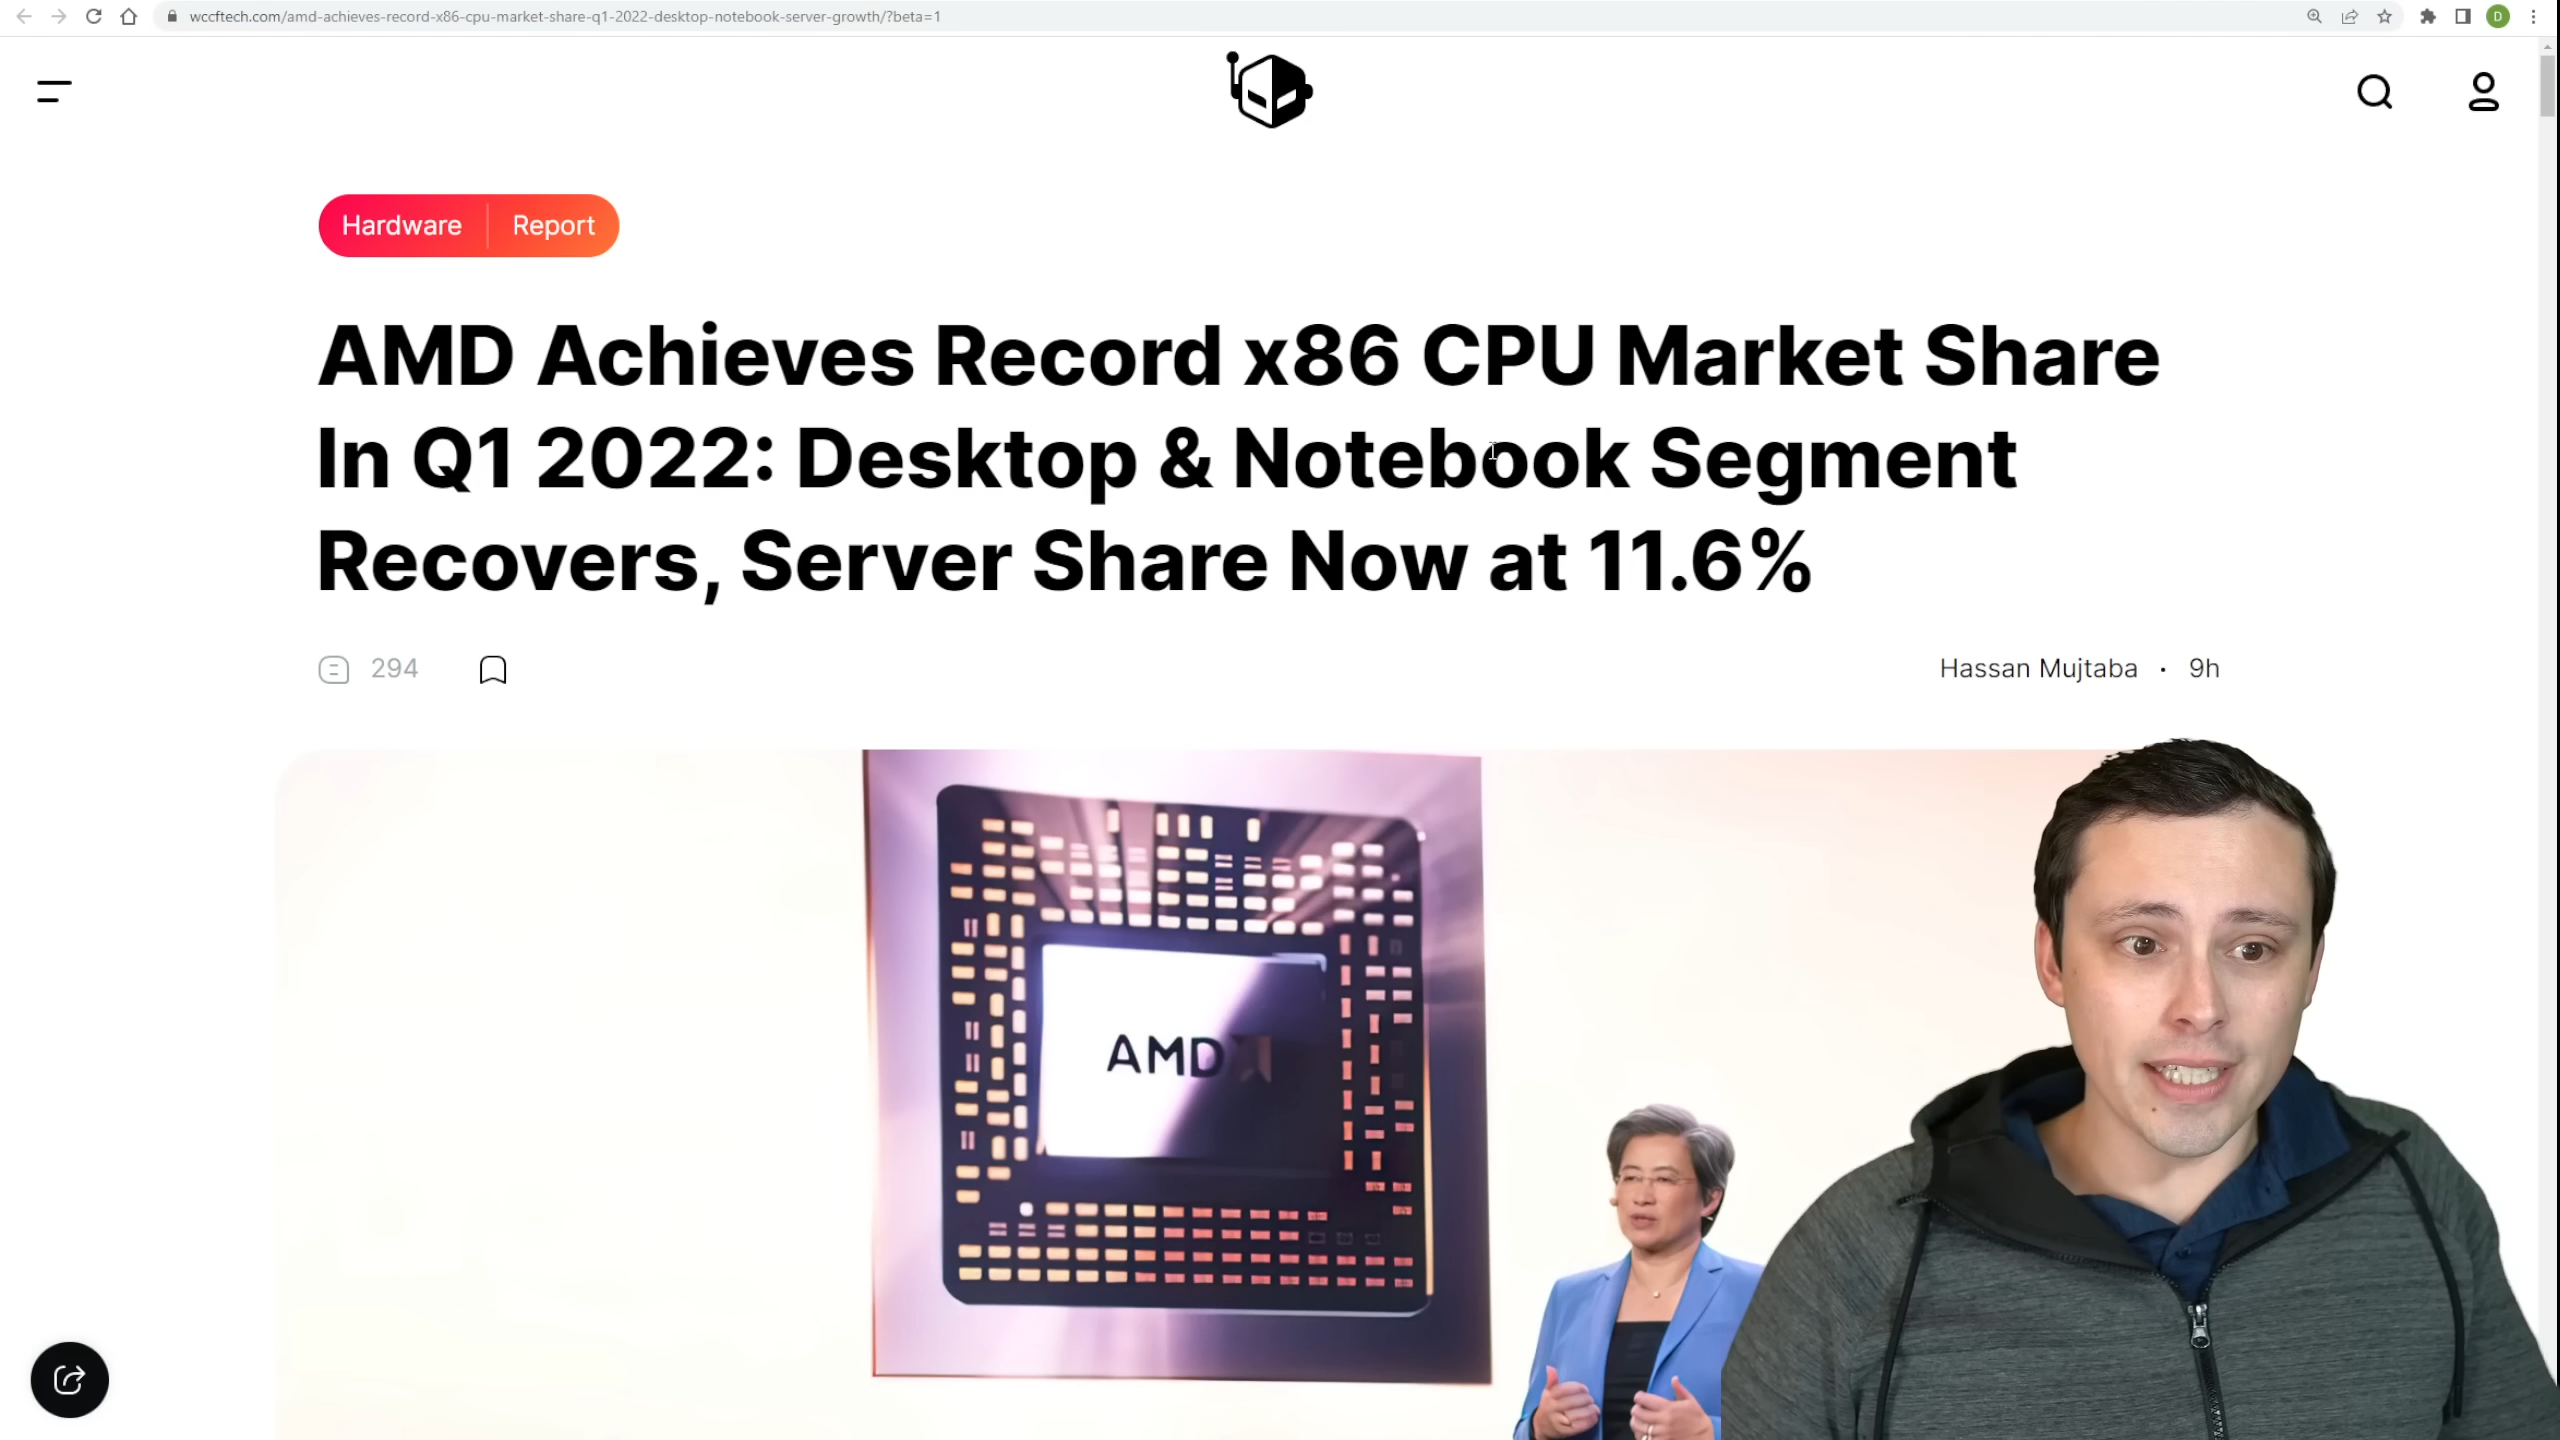 wccftech.com/amd-achieves-record-x86-cpu-market-share-q1-2022-desktop-notebook-server-growth/?beta=1
D
Hardware Report
AMD Achieves Record x86 CPU Market Share
In Q1 2022: Desktop & Notebook Segment
Recovers, Server Share Now at 11.6%
294
Hassan Mujtaba • 9h
AMD